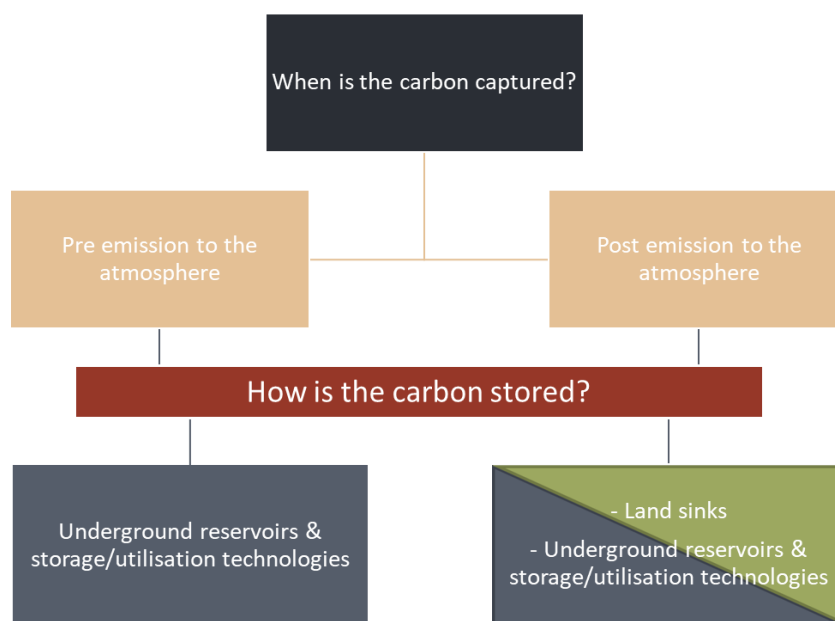 When is the carbon captured?
Pre emission to the
atmosphere
Post emission to the
atmosphere
How is the carbon stored?
Underground reservoirs &
storage/utilisation technologies
- Land sinks
- Underground reservoirs &
storage/utilisation technologies